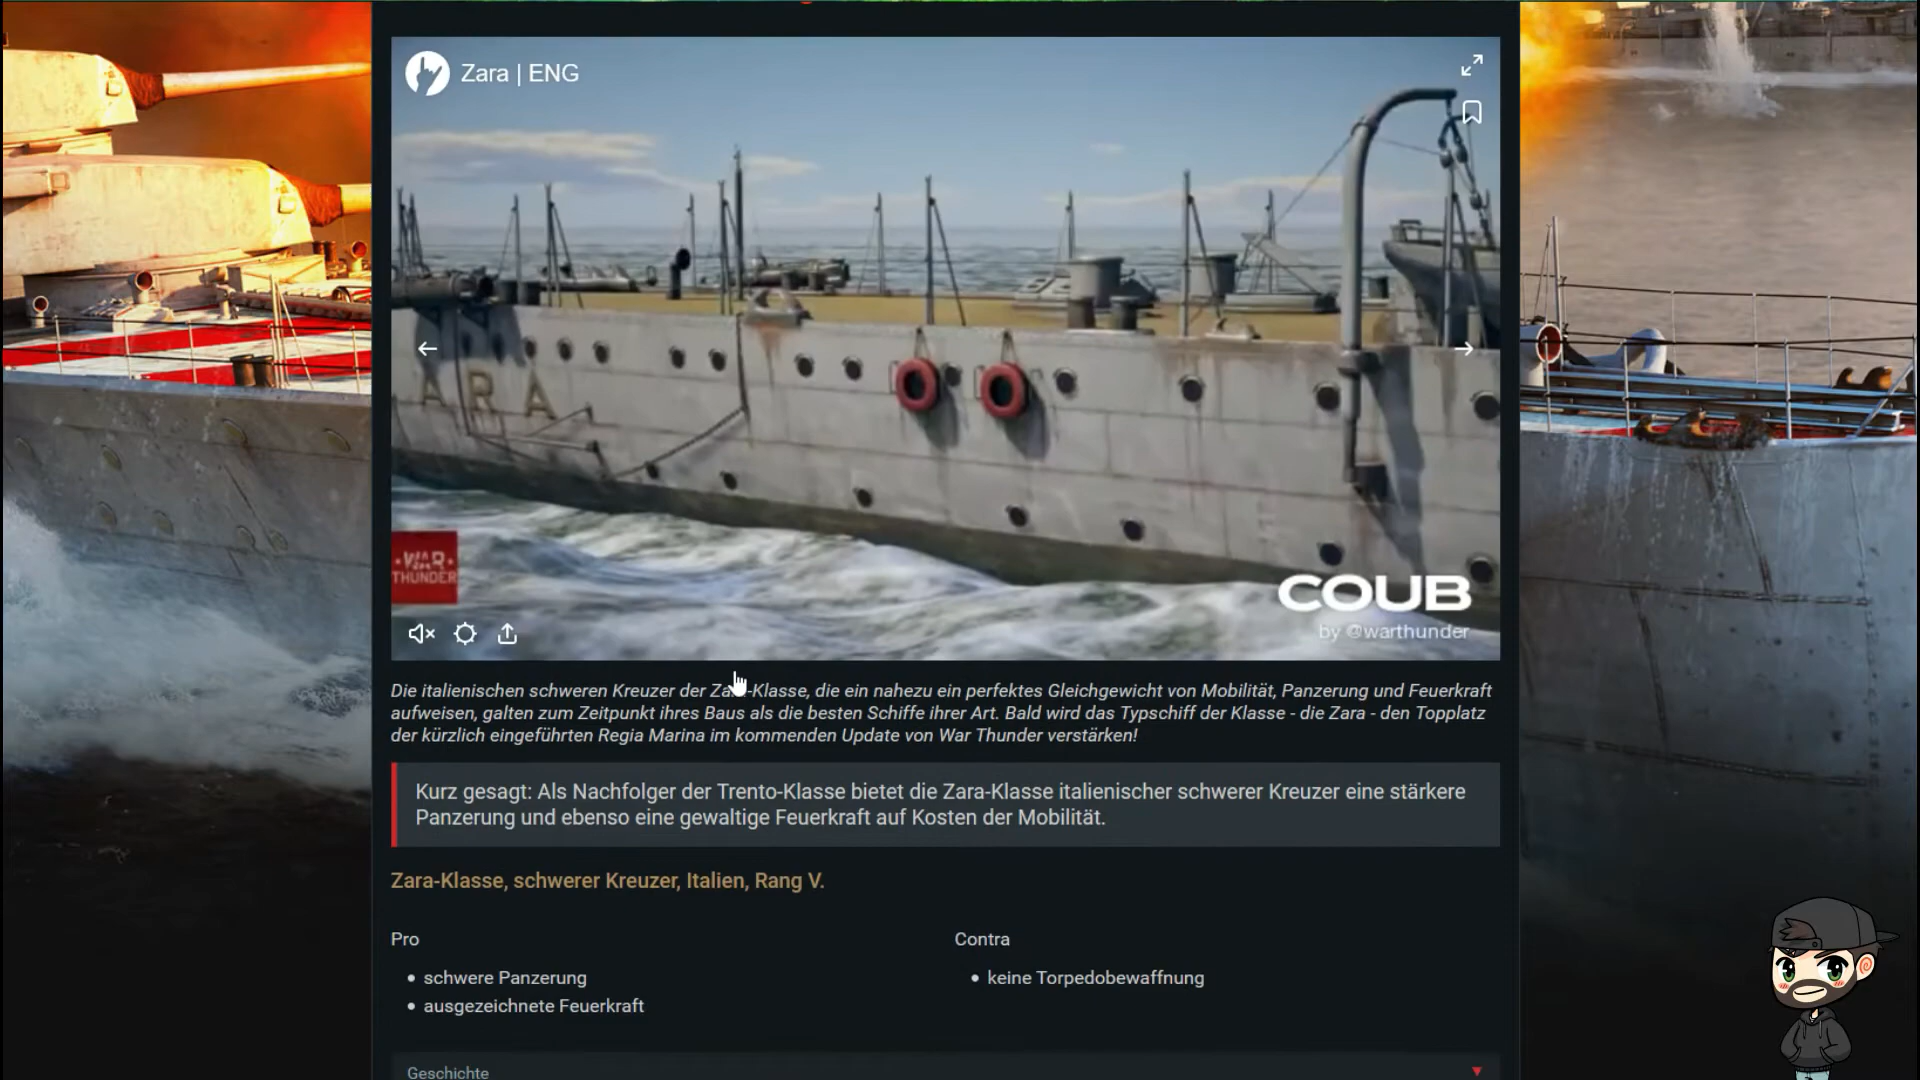 Zara | ENG
ARA
WAR
THUNDER
COUB
by @warthunder
Die italienischen schweren Kreuzer der Zara-Klasse, die ein nahezu ein perfektes Gleichgewicht von Mobilität, Panzerung und Feuerkraft
aufweisen, galten zum Zeitpunkt ihres Baus als die besten Schiffe ihrer Art. Bald wird das Typschiff der Klasse - die Zara - den Topplatz
der kürzlich eingeführten Regia Marina im kommenden Update von War Thunder verstärken!
Kurz gesagt: Als Nachfolger der Trento-Klasse bietet die Zara-Klasse italienischer schwerer Kreuzer eine stärkere
Panzerung und ebenso eine gewaltige Feuerkraft auf Kosten der Mobilität.
Zara-Klasse, schwerer Kreuzer, Italien, Rang V.
Pro
• schwere Panzerung
• ausgezeichnete Feuerkraft
Contra
• keine Torpedobewaffnung
Geschichte